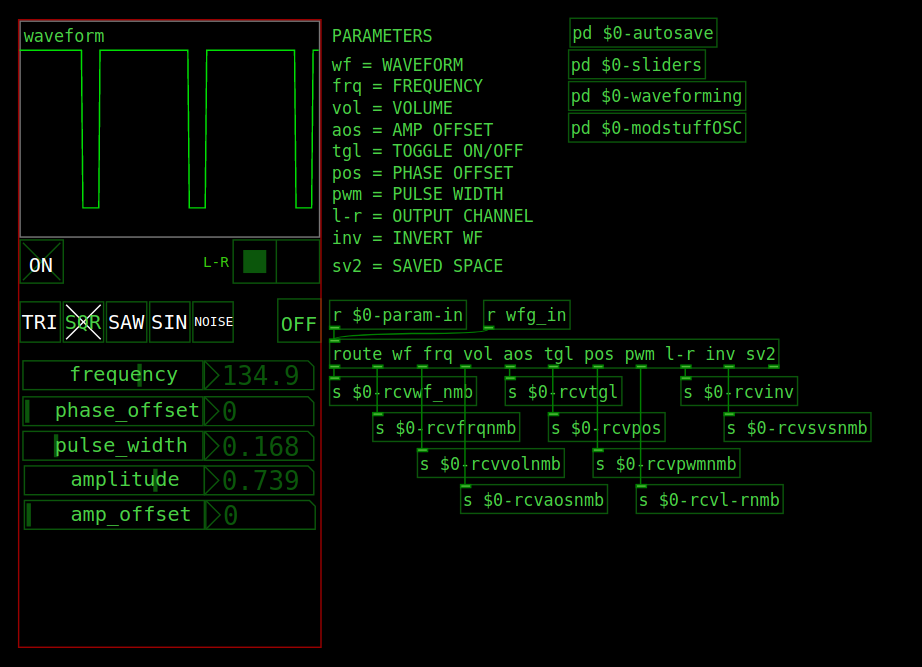 waveform
ON
L-R
TRI SQR SAW SIN NOISE OFF
frequency 134.9
phase_offset 0
pulse_width 0.168
amplitude 0.739
amp_offset 0
PARAMETERS
wf = WAVEFORM
frq = FREQUENCY
vol = VOLUME
aos = AMP OFFSET
tgl = TOGGLE ON/OFF
pos = PHASE OFFSET
pwm = PULSE WIDTH
l-r = OUTPUT CHANNEL
inv = INVERT WF
sv2 = SAVED SPACE
pd $0-autosave
pd $0-sliders
pd $0-waveforming
pd $0-modstuffOSC
r $0-param-in r wfg_in
route wf frq vol aos tgl pos pwm l-r inv sv2
s $0-rcvwf_nmb s $0-rcvtgl s $0-rcvinv
s $0-rcvfrqnmb s $0-rcvpos s $0-rcvsvsnmb
s $0-rcvvolnmb s $0-rcvpwmnmb
s $0-rcvaosnmb s $0-rcvl-rnmb